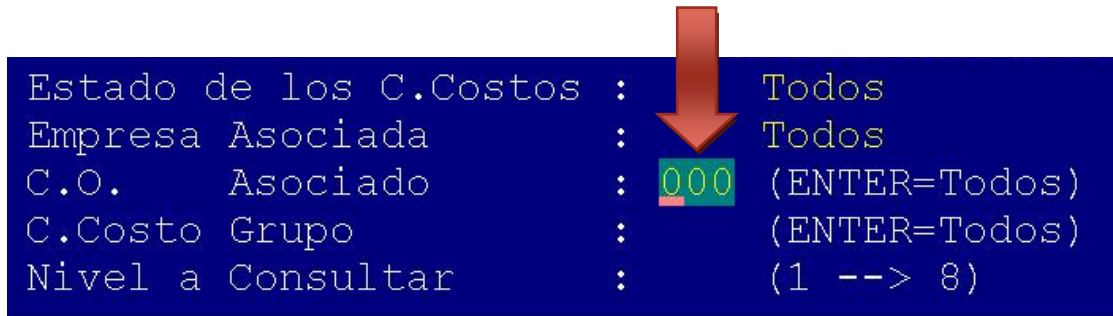 Estado de los C.Costos :     Todos
Empresa Asociada       :     Todos
C.O.    Asociado       : 000 (ENTER=Todos)
C.Costo Grupo          :     (ENTER=Todos)
Nivel a Consultar      :     (1 --> 8)